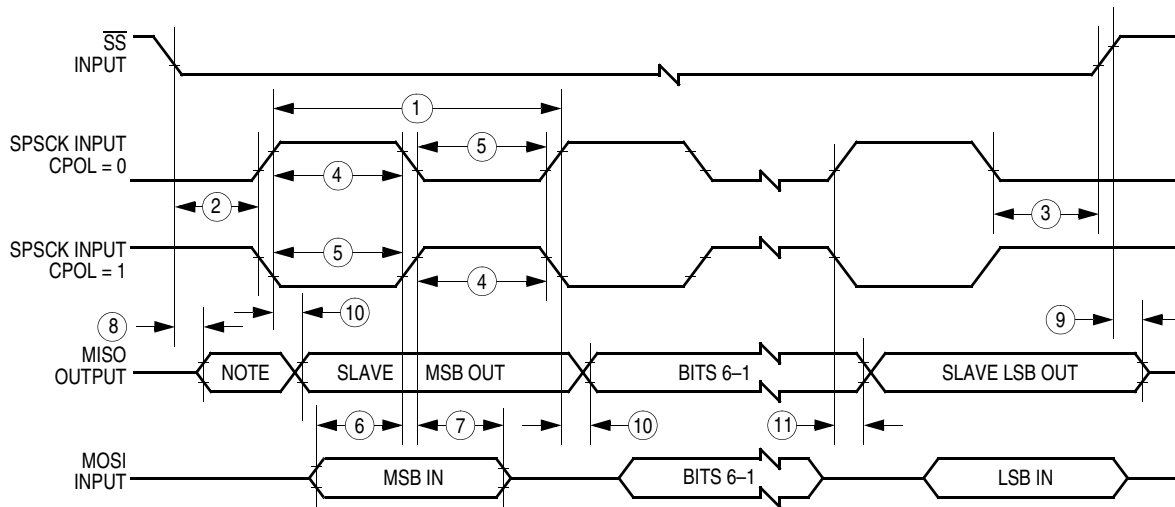 SS
INPUT
1
SPSCK INPUT
CPOL = 0
5
4
2
3
SPSCK INPUT
CPOL = 1
5
4
8
10
9
MISO
OUTPUT
NOTE
SLAVE
MSB OUT
BITS 6–1
SLAVE LSB OUT
6
7
10
11
MOSI
INPUT
MSB IN
BITS 6–1
LSB IN